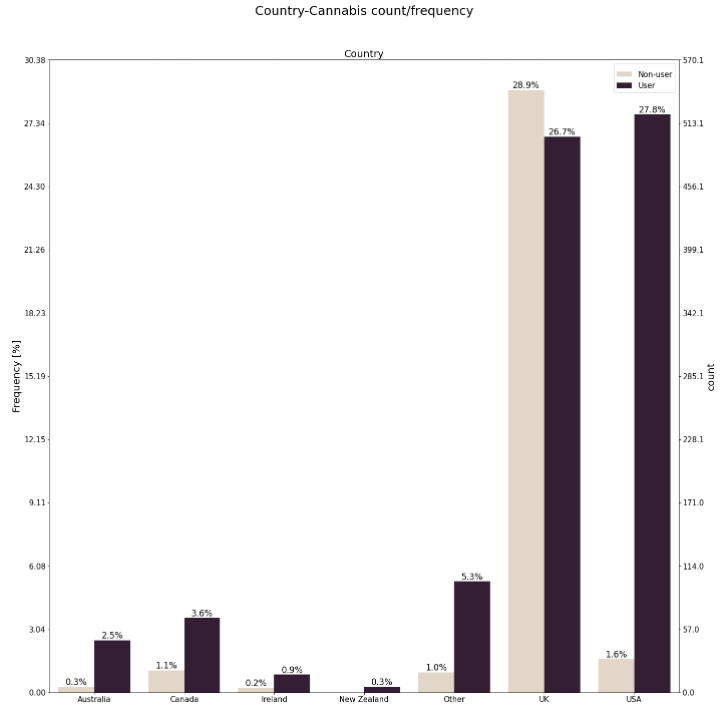 Country-Cannabis count/frequency
Country
30.38
27.34
24.30
21.26
18.23
15.19
12.15
9.11
6.08
3.04
0.00
Frequency [%]
570.1
513.1
456.1
399.1
342.1
285.1
228.1
171.0
114.0
57.0
0.0
count
Non-user
User
0.3%
2.5%
1.1%
3.6%
0.2%
0.9%
0.3%
1.0%
5.3%
28.9%
26.7%
1.6%
27.8%
Australia
Canada
Ireland
New Zealand
Other
UK
USA